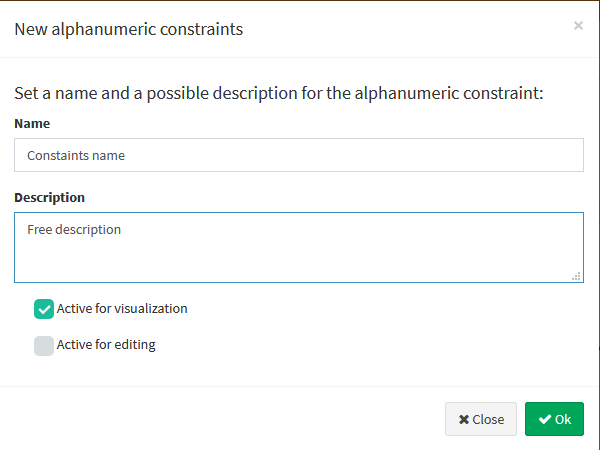 New alphanumeric constraints
×
Set a name and a possible description for the alphanumeric constraint:
Name
Constaints name
Description
Free description
Active for visualization
Active for editing
✖ Close
✔ Ok